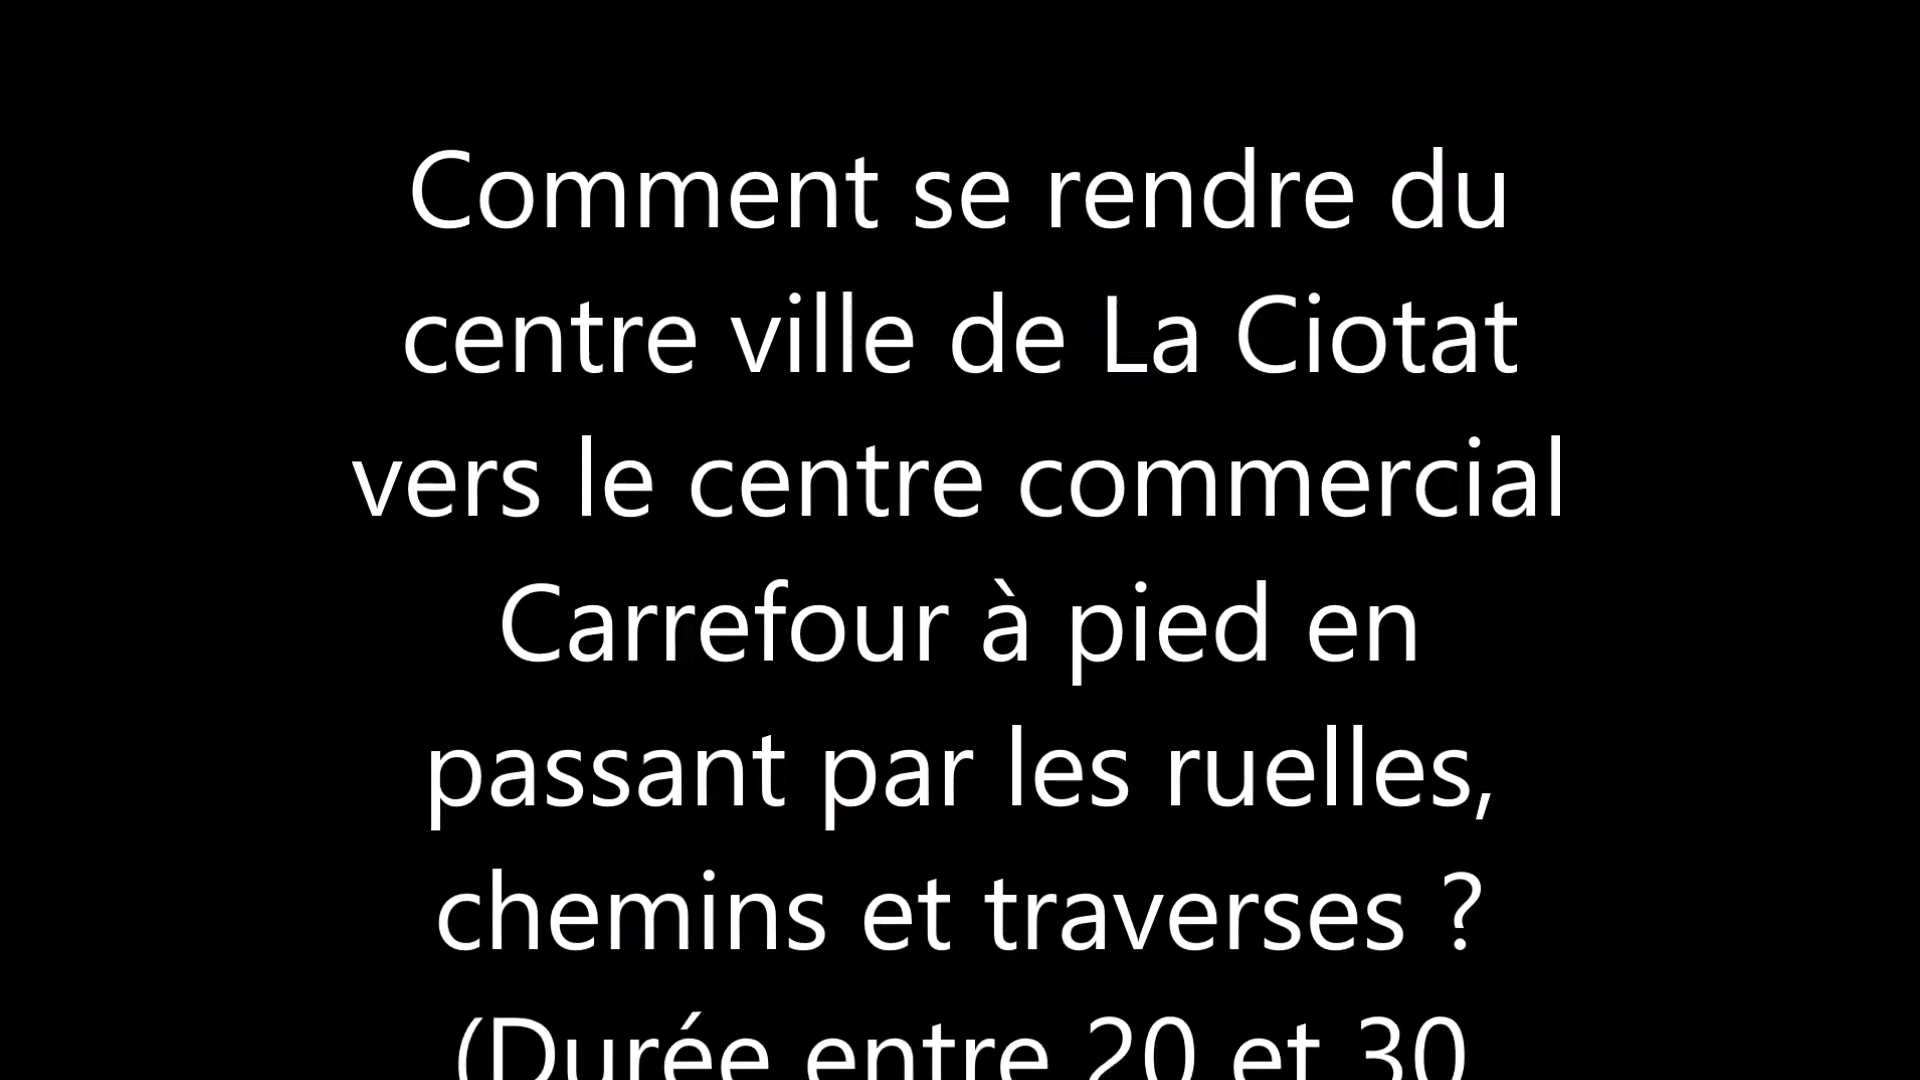 Comment se rendre du
centre ville de La Ciotat
vers le centre commercial
Carrefour à pied en
passant par les ruelles,
chemins et traverses ?
(Durée entre 20 et 30